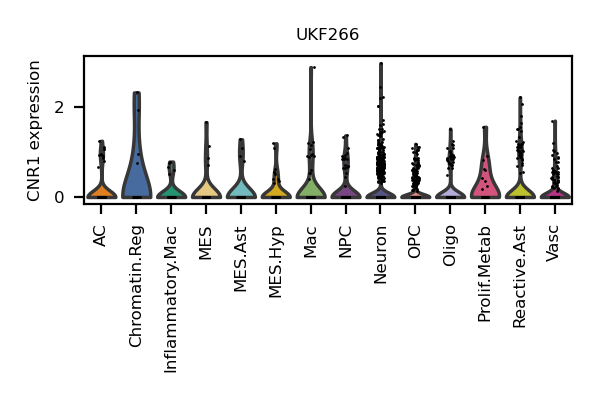 UKF266
CNR1 expression
2
0
AC
Chromatin.Reg
Inflammatory.Mac
MES
MES.Ast
MES.Hyp
Mac
NPC
Neuron
OPC
Oligo
Prolif.Metab
Reactive.Ast
Vasc